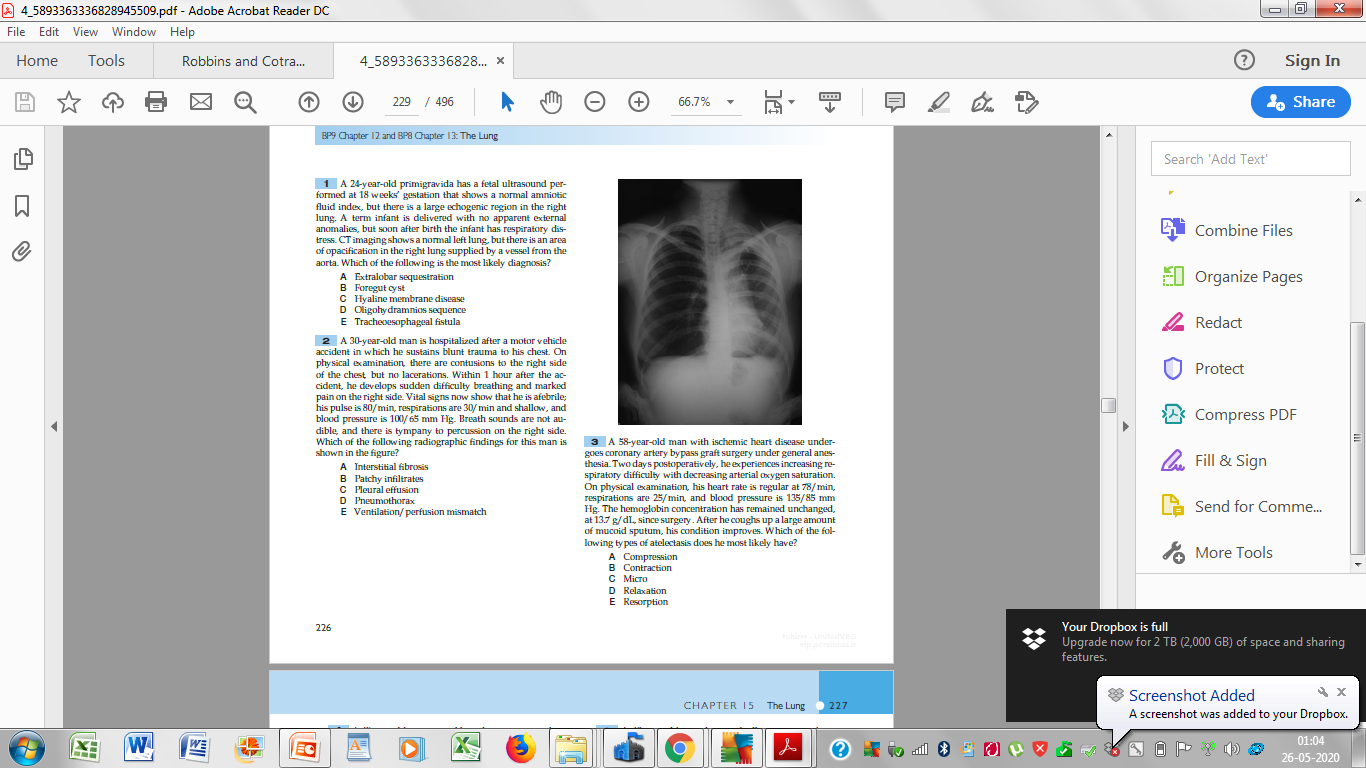 4_5893363336828945509.pdf - Adobe Acrobat Reader DC
File Edit View Window Help
Home Tools Robbins and Cotra... 4_5893363336828... × Sign In
229 / 496 66.7% Share
BP9 Chapter 12 and BP8 Chapter 13: The Lung
1 A 24-year-old primigravida has a fetal ultrasound per-
formed at 18 weeks' gestation that shows a normal amniotic
fluid index, but there is a large echogenic region in the right
lung. A term infant is delivered with no apparent external
anomalies, but soon after birth the infant has respiratory dis-
tress. CT imaging shows a normal left lung, but there is an area
of opacification in the right lung supplied by a vessel from the
aorta. Which of the following is the most likely diagnosis?
A Extralobar sequestration
B Foregut cyst
C Hyaline membrane disease
D Oligohydramnios sequence
E Tracheoesophageal fistula
2 A 30-year-old man is hospitalized after a motor vehicle
accident in which he sustains blunt trauma to his chest. On
physical examination, there are contusions to the right side
of the chest, but no lacerations. Within 1 hour after the ac-
cident, he develops sudden difficulty breathing and marked
pain on the right side. Vital signs now show that he is afebrile;
his pulse is 80/min, respirations are 30/min and shallow, and
blood pressure is 100/65 mm Hg. Breath sounds are not au-
dible, and there is tympany to percussion on the right side.
Which of the following radiographic findings for this man is
shown in the figure?
A Interstitial fibrosis
B Patchy infiltrates
C Pleural effusion
D Pneumothorax
E Ventilation/perfusion mismatch
3 A 58-year-old man with ischemic heart disease under-
goes coronary artery bypass graft surgery under general anes-
thesia. Two days postoperatively, he experiences increasing re-
spiratory difficulty with decreasing arterial oxygen saturation.
On physical examination, his heart rate is regular at 78/min,
respirations are 25/min, and blood pressure is 135/85 mm
Hg. The hemoglobin concentration has remained unchanged,
at 13.7 g/dL, since surgery. After he coughs up a large amount
of mucoid sputum, his condition improves. Which of the fol-
lowing types of atelectasis does he most likely have?
A Compression
B Contraction
C Micro
D Relaxation
E Resorption
226
CHAPTER 15 The Lung 227
Search 'Add Text'
Combine Files
Organize Pages
Redact
Protect
Compress PDF
Fill & Sign
Send for Comme...
More Tools
Your Dropbox is full
Upgrade now for 2 TB (2,000 GB) of space and sharing
features.
Screenshot Added
A screenshot was added to your Dropbox.
01:04
26-05-2020